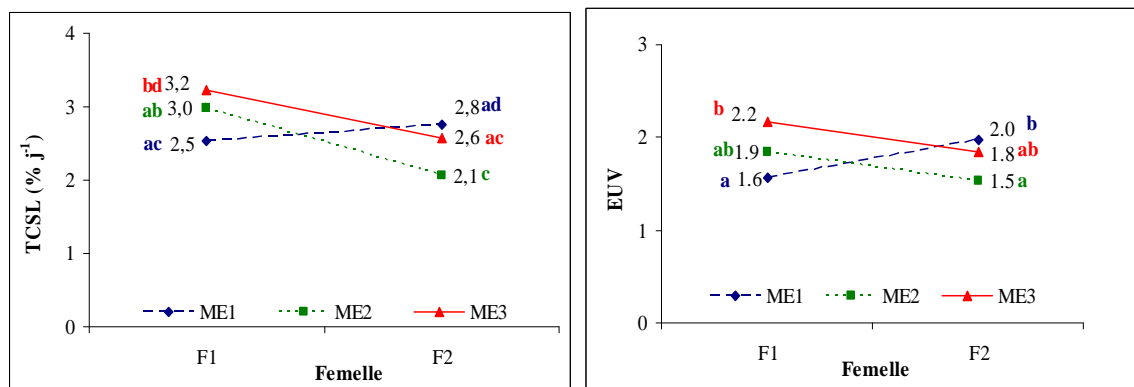 4
3
2
1
0
TCSL (% j-1)
bd 3,2
ab 3,0
ac 2,5
2,8 ad
2,6 ac
2,1 c
ME1 ME2 ME3
F1 F2
Femelle
3
2
1
0
EUV
b 2.2
ab 1.9
a 1.6
2.0 b
1.8 ab
1.5 a
ME1 ME2 ME3
F1 F2
Femelle